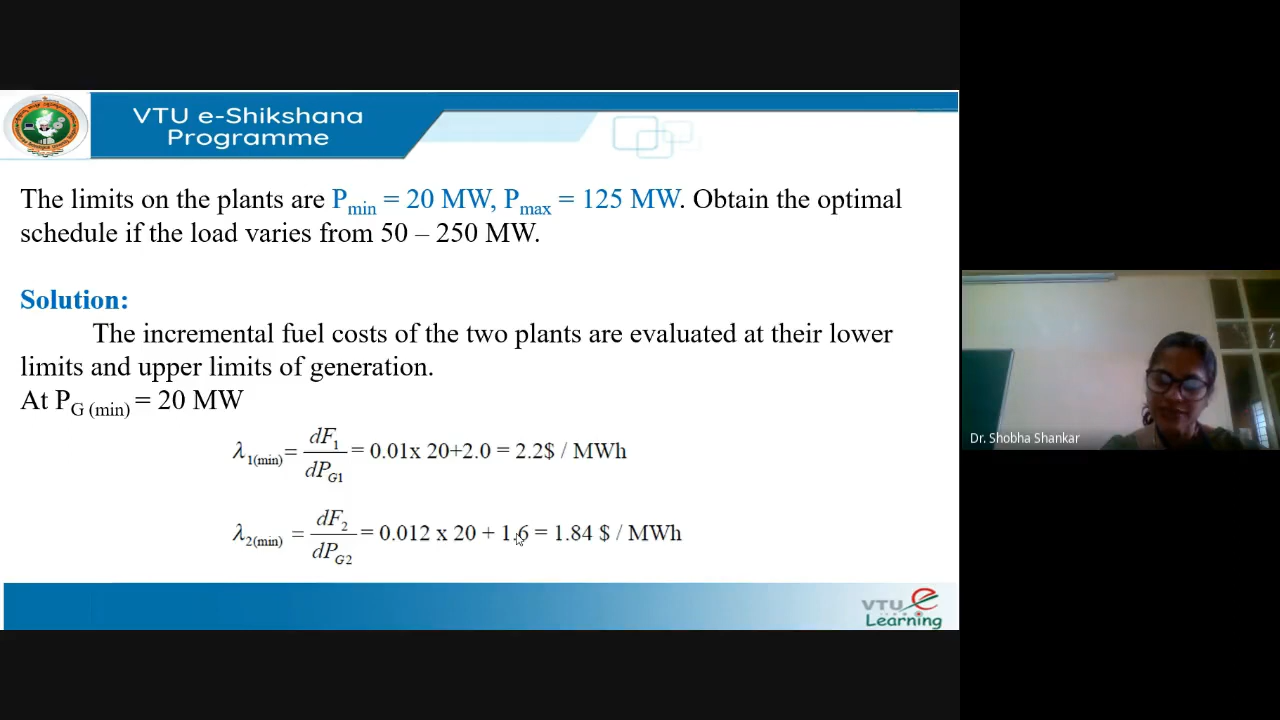 VTU e-Shikshana
Programme
The limits on the plants are Pmin = 20 MW, Pmax = 125 MW. Obtain the optimal
schedule if the load varies from 50 – 250 MW.
Solution:
The incremental fuel costs of the two plants are evaluated at their lower
limits and upper limits of generation.
At PG (min) = 20 MW
λ1(min) = dF1/dPG1 = 0.01x 20+2.0 = 2.2$ / MWh
λ2(min) = dF2/dPG2 = 0.012 x 20 + 1.6 = 1.84 $ / MWh
Dr. Shobha Shankar
VTU e
Learning